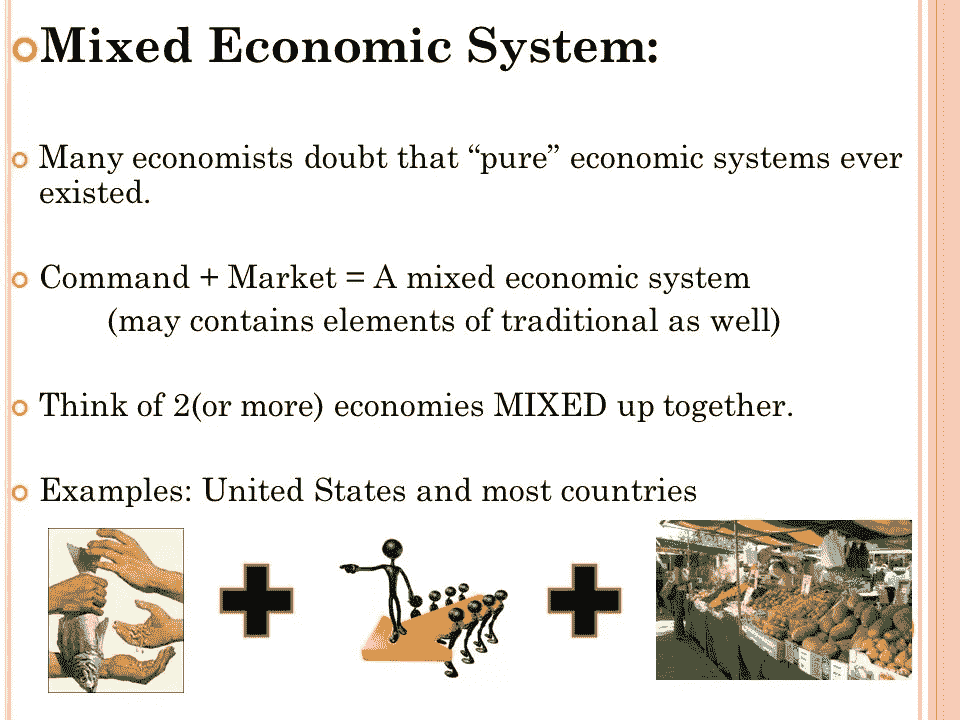 Mixed Economic System:
Many economists doubt that “pure” economic systems ever
existed.
Command + Market = A mixed economic system
(may contains elements of traditional as well)
Think of 2(or more) economies MIXED up together.
Examples: United States and most countries